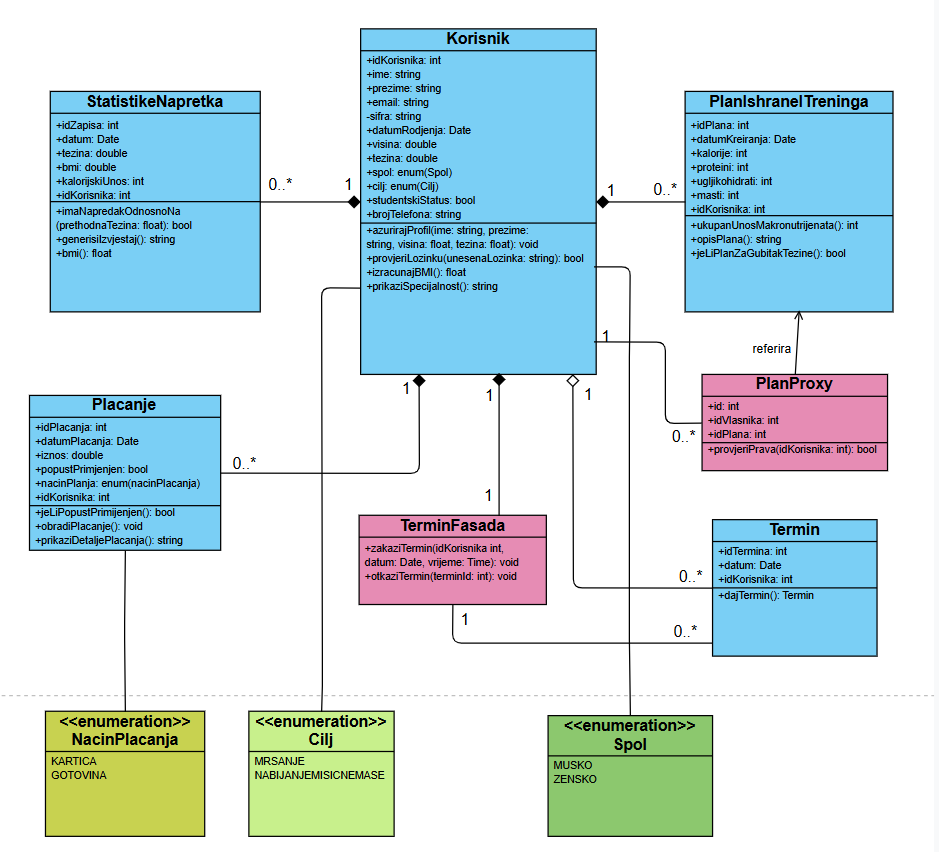 Korisnik
+idKorisnika: int
+ime: string
+prezime: string
+email: string
-sifra: string
+datumRodjenja: Date
+visina: double
+tezina: double
+spol: enum(Spol)
+cilj: enum(Cilj)
+studentskiStatus: bool
+brojTelefona: string
+azurirajProfil(ime: string, prezime:
string, visina: float, tezina: float): void
+provjeriLozinku(unesenaLozinka: string): bool
+izracunajBMI(): float
+prikaziSpecijalnost(): string
StatistikeNapretka
+idZapisa: int
+datum: Date
+tezina: double
+bmi: double
+kalorijskiUnos: int
+idKorisnika: int
+imaNapredakOdnosnoNa
(prethodnaTezina: float): bool
+generisiIzvjestaj(): string
+bmi(): float
0..*
1
PlanIshraneITreninga
+idPlana: int
+datumKreiranja: Date
+kalorije: int
+proteini: int
+ugljikohidrati: int
+masti: int
+idKorisnika: int
+ukupanUnosMakronutrijenata(): int
+opisPlana(): string
+jeLiPlanZaGubitakTezine(): bool
1
0..*
referira
1
0..*
PlanProxy
+id: int
+idVlasnika: int
+idPlana: int
+provjeriPrava(idKorisnika: int): bool
1
1
1
Placanje
+idPlacanja: int
+datumPlacanja: Date
+iznos: double
+popustPrimjenjen: bool
+nacinPlanja: enum(nacinPlacanja)
+idKorisnika: int
+jeLiPopustPrimijenjen(): bool
+obradiPlacanje(): void
+prikaziDetaljePlacanja(): string
0..*
1
TerminFasada
+zakaziTermin(idKorisnika int,
datum: Date, vrijeme: Time): void
+otkaziTermin(terminId: int): void
1
0..*
0..*
Termin
+idTermina: int
+datum: Date
+idKorisnika: int
+dajTermin(): Termin
<<enumeration>>
NacinPlacanja
KARTICA
GOTOVINA
<<enumeration>>
Cilj
MRSANJE
NABIJANJEMISICNEMASE
<<enumeration>>
Spol
MUSKO
ZENSKO